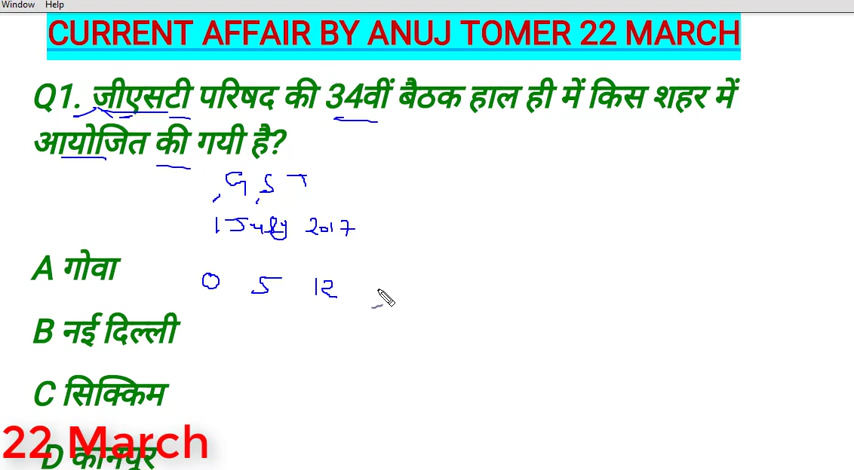 Window Help
CURRENT AFFAIR BY ANUJ TOMER 22 MARCH
Q1. जीएसटी परिषद की 34वीं बैठक हाल ही में किस शहर में
आयोजित की गयी है?
G S T
1 July 2017
A गोवा
0 5 12
B नई दिल्ली
C सिक्किम
22 March
D कानपुर